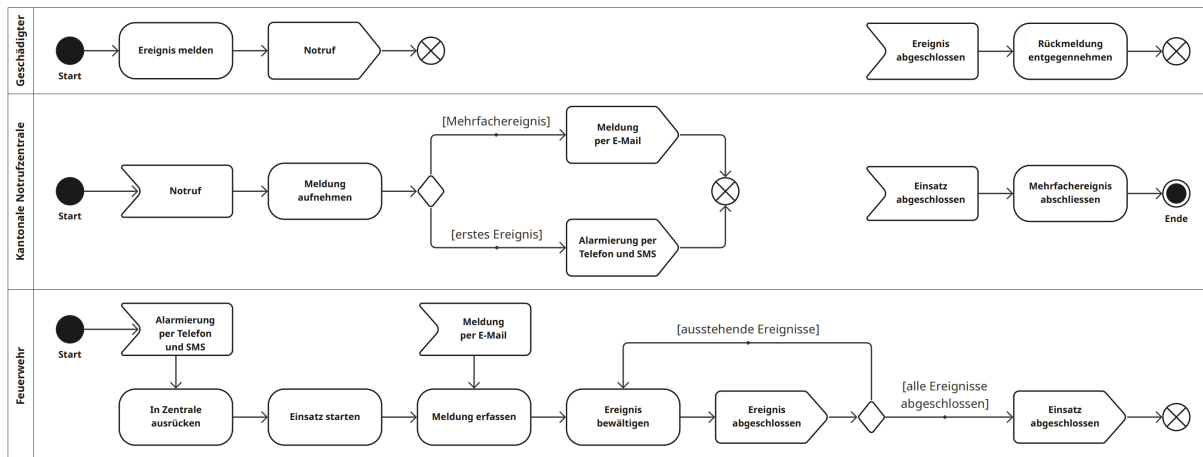 Geschädigter
Start
Ereignis melden
Notruf
Ereignis
abgeschlossen
Rückmeldung
entgegennehmen
Kantonale Notrufzentrale
Start
Notruf
Meldung
aufnehmen
[Mehrfachereignis]
[erstes Ereignis]
Meldung
per E-Mail
Alarmierung per
Telefon und SMS
Einsatz
abgeschlossen
Mehrfachereignis
abschliessen
Ende
Feuerwehr
Start
Alarmierung
per Telefon
und SMS
In Zentrale
ausrücken
Einsatz starten
Meldung
per E-Mail
Meldung erfassen
Ereignis
bewältigen
[ausstehende Ereignisse]
Ereignis
abgeschlossen
[alle Ereignisse
abgeschlossen]
Einsatz
abgeschlossen